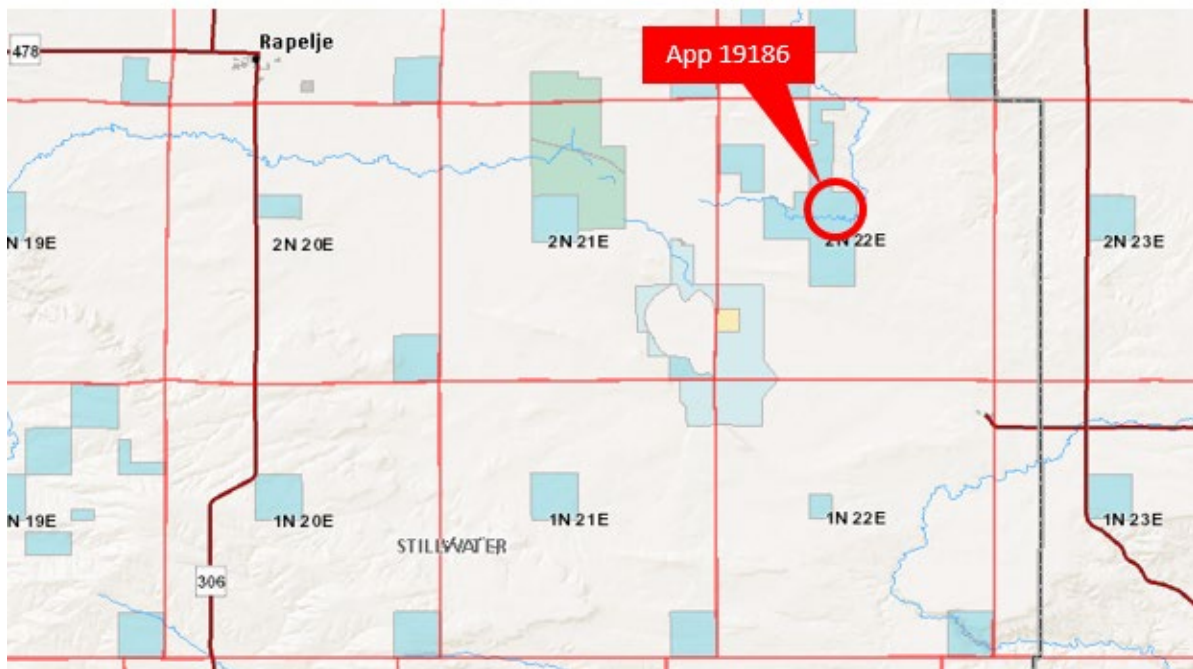 Rapelje
478
App 19186
N 19E
2N 20E
2N 21E
2N 22E
2N 23E
N 19E
1N 20E
1N 21E
1N 22E
1N 23E
STILLWATER
306